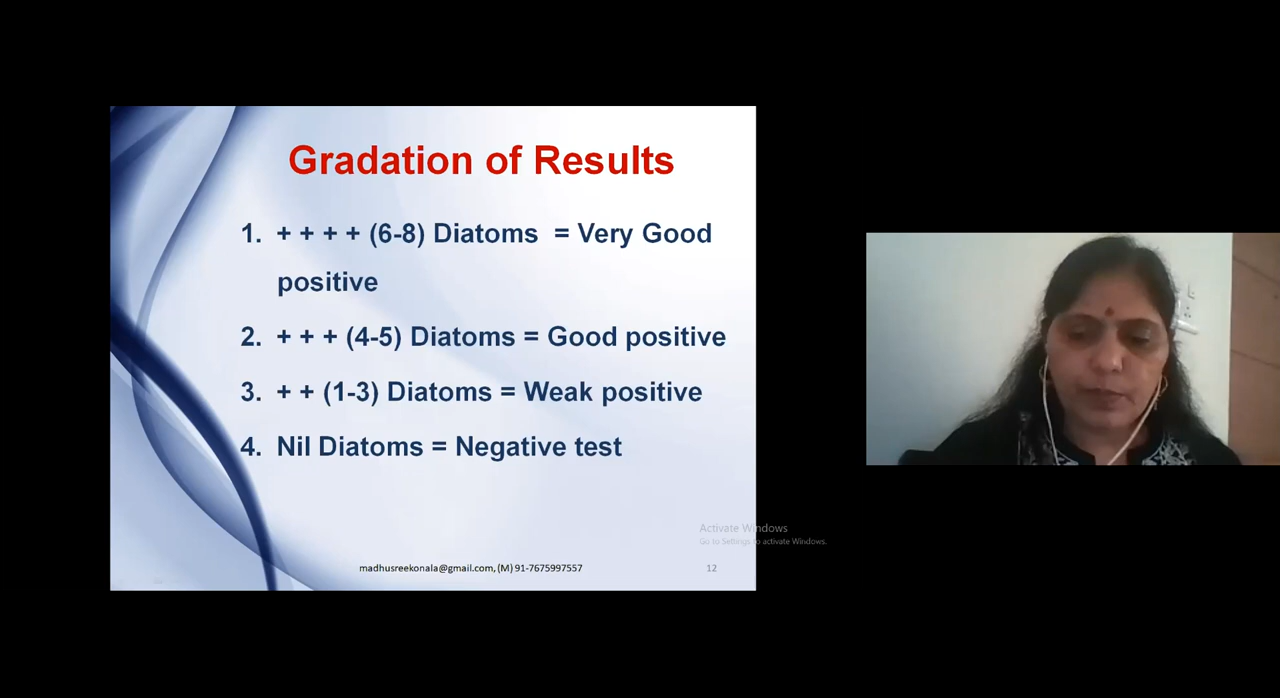 Gradation of Results
1. + + + + (6-8) Diatoms = Very Good
positive
2. + + + (4-5) Diatoms = Good positive
3. + + (1-3) Diatoms = Weak positive
4. Nil Diatoms = Negative test
Activate Windows
Go to Settings to activate Windows.
madhusreekonala@gmail.com, (M) 91-7675997557
12